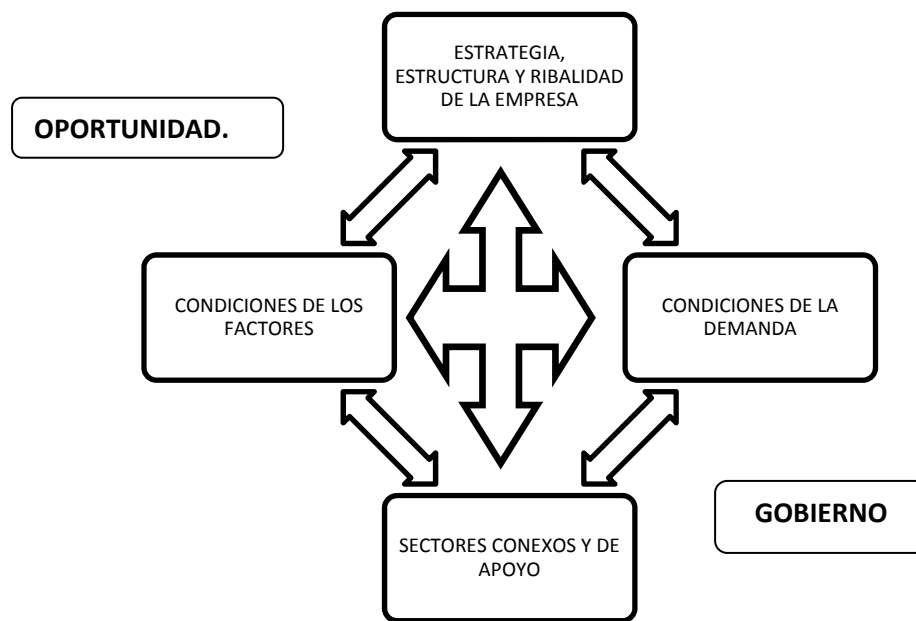 ESTRATEGIA,
ESTRUCTURA Y RIBALIDAD
DE LA EMPRESA
OPORTUNIDAD.
CONDICIONES DE LOS
FACTORES
CONDICIONES DE LA
DEMANDA
SECTORES CONEXOS Y DE
APOYO
GOBIERNO